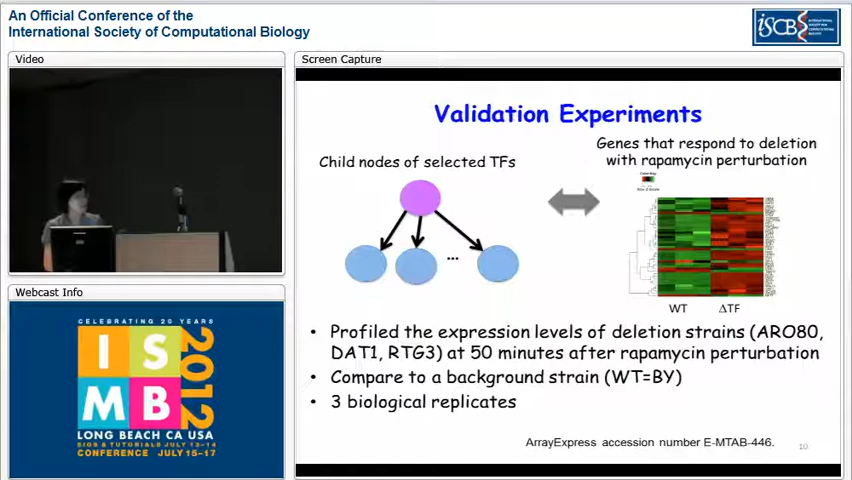 An Official Conference of the
International Society of Computational Biology
iSCB
Video
Screen Capture
Validation Experiments
Child nodes of selected TFs
Genes that respond to deletion
with rapamycin perturbation
...
WT
ΔTF
• Profiled the expression levels of deletion strains (ARO80,
DAT1, RTG3) at 50 minutes after rapamycin perturbation
• Compare to a background strain (WT=BY)
• 3 biological replicates
ArrayExpress accession number E-MTAB-446.
10
Webcast Info
CELEBRATING 20 YEARS
I S
M B
2012
LONG BEACH CA USA
SIGS & TUTORIALS JULY 13-14
CONFERENCE JULY 15-17